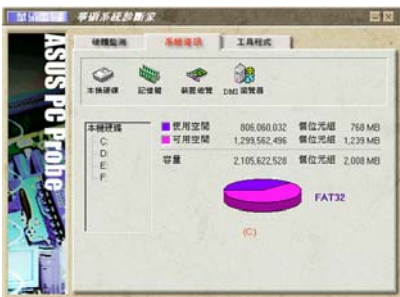 華碩系統診斷家
ASUS PC Probe
硬體監測 系統資訊 工具程式
本機硬碟 記憶體 裝置總覽 DMI 瀏覽器
本機硬碟
C:
D:
E:
F:
使用空間 806,060,032 個位元組 768 MB
可用空間 1,299,562,496 個位元組 1,239 MB
容量 2,105,622,528 個位元組 2,008 MB
FAT32
(C:)